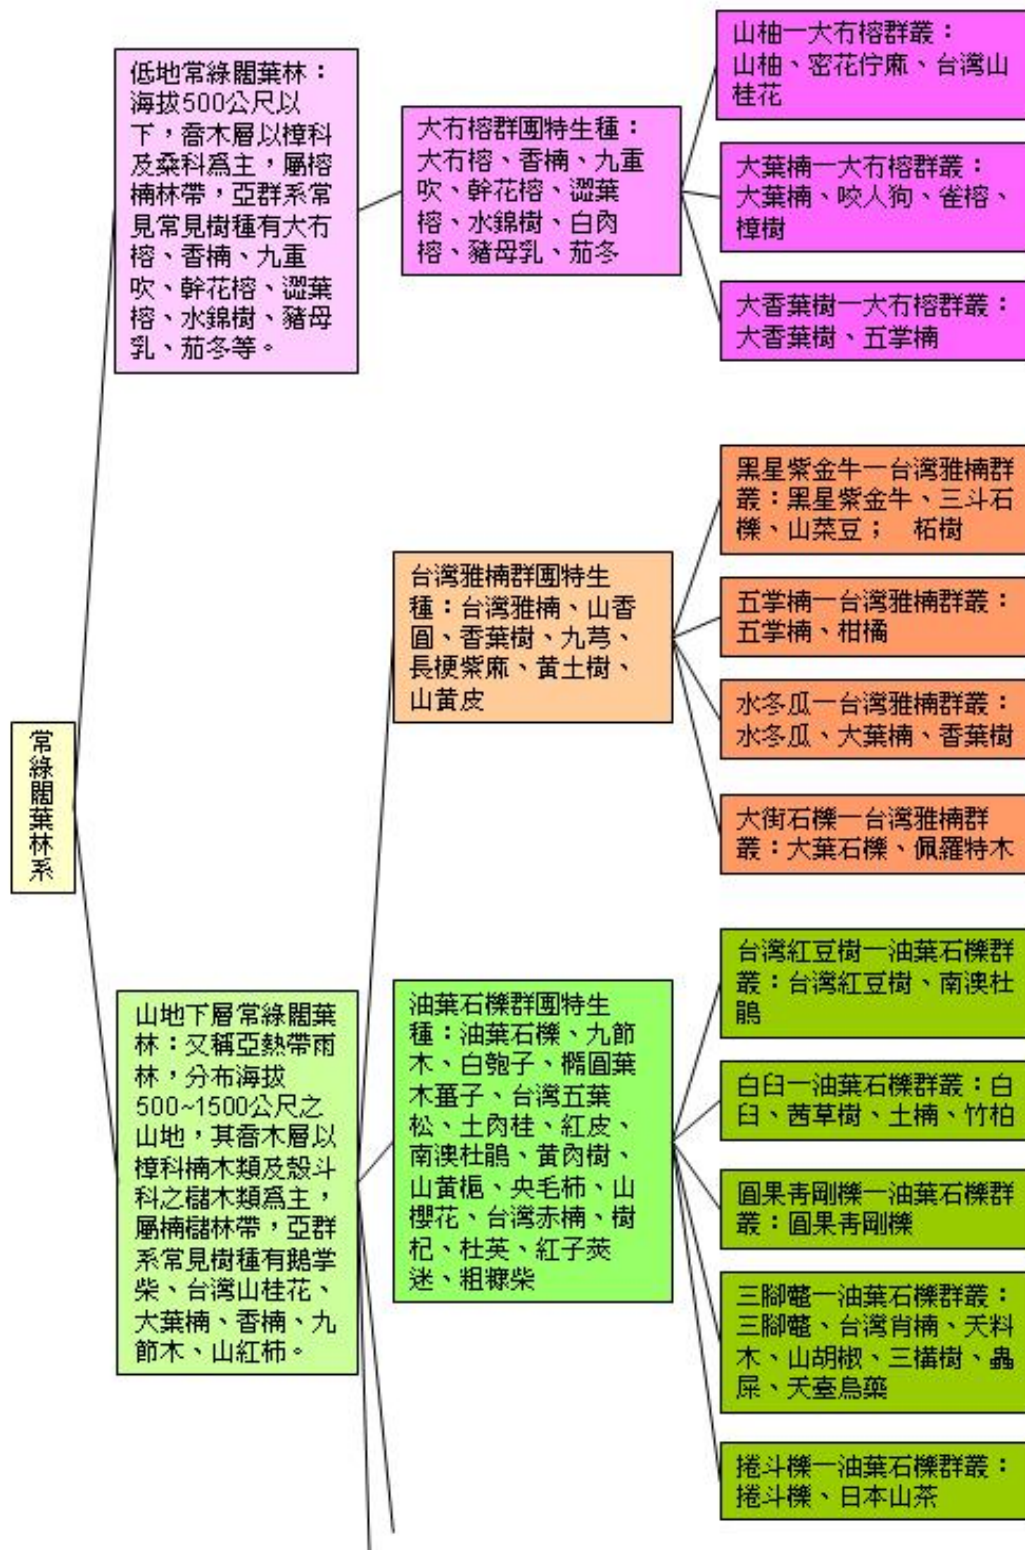 常綠闊葉林系
低地常綠闊葉林：
海拔500公尺以
下，喬木層以樟科
及桑科爲主，屬榕
楠林帶，亞群系常
見常見樹種有大冇
榕、香楠、九重
吹、幹花榕、澀葉
榕、水錦樹、豬母
乳、茄冬等。
大冇榕群團特生種：
大冇榕、香楠、九重
吹、幹花榕、澀葉
榕、水錦樹、白肉
榕、豬母乳、茄冬
山柚—大冇榕群叢：
山柚、密花佇麻、台灣山
桂花
大葉楠—大冇榕群叢：
大葉楠、咬人狗、雀榕、
樟樹
大香葉樹—大冇榕群叢：
大香葉樹、五掌楠
台灣雅楠群團特生
種：台灣雅楠、山香
圓、香葉樹、九芎、
長梗紫麻、黃土樹、
山黃皮
黑星紫金牛—台灣雅楠群
叢：黑星紫金牛、三斗石
櫟、山菜豆；　柘樹
五掌楠—台灣雅楠群叢：
五掌楠、柑橘
水冬瓜—台灣雅楠群叢：
水冬瓜、大葉楠、香葉樹
大街石櫟—台灣雅楠群
叢：大葉石櫟、佩羅特木
山地下層常綠闊葉
林：又稱亞熱帶雨
林，分布海拔
500~1500公尺之
山地，其喬木層以
樟科楠木類及殼斗
科之儲木類爲主，
屬楠儲林帶，亞群
系常見樹種有鵝掌
柴、台灣山桂花、
大葉楠、香楠、九
節木、山紅柿。
油葉石櫟群團特生
種：油葉石櫟、九節
木、白匏子、橢圓葉
木薑子、台灣五葉
松、土肉桂、紅皮、
南澳杜鵑、黃肉樹、
山黃梔、央毛柿、山
櫻花、台灣赤楠、樹
杞、杜英、紅子莢
迷、粗糠柴
台灣紅豆樹—油葉石櫟群
叢：台灣紅豆樹、南澳杜
鵑
白臼—油葉石櫟群叢：白
臼、茜草樹、土楠、竹柏
圓果青剛櫟—油葉石櫟群
叢：圓果青剛櫟
三腳虌—油葉石櫟群叢：
三腳虌、台灣肖楠、天料
木、山胡椒、三構樹、蟲
屎、天臺烏藥
捲斗櫟—油葉石櫟群叢：
捲斗櫟、日本山茶